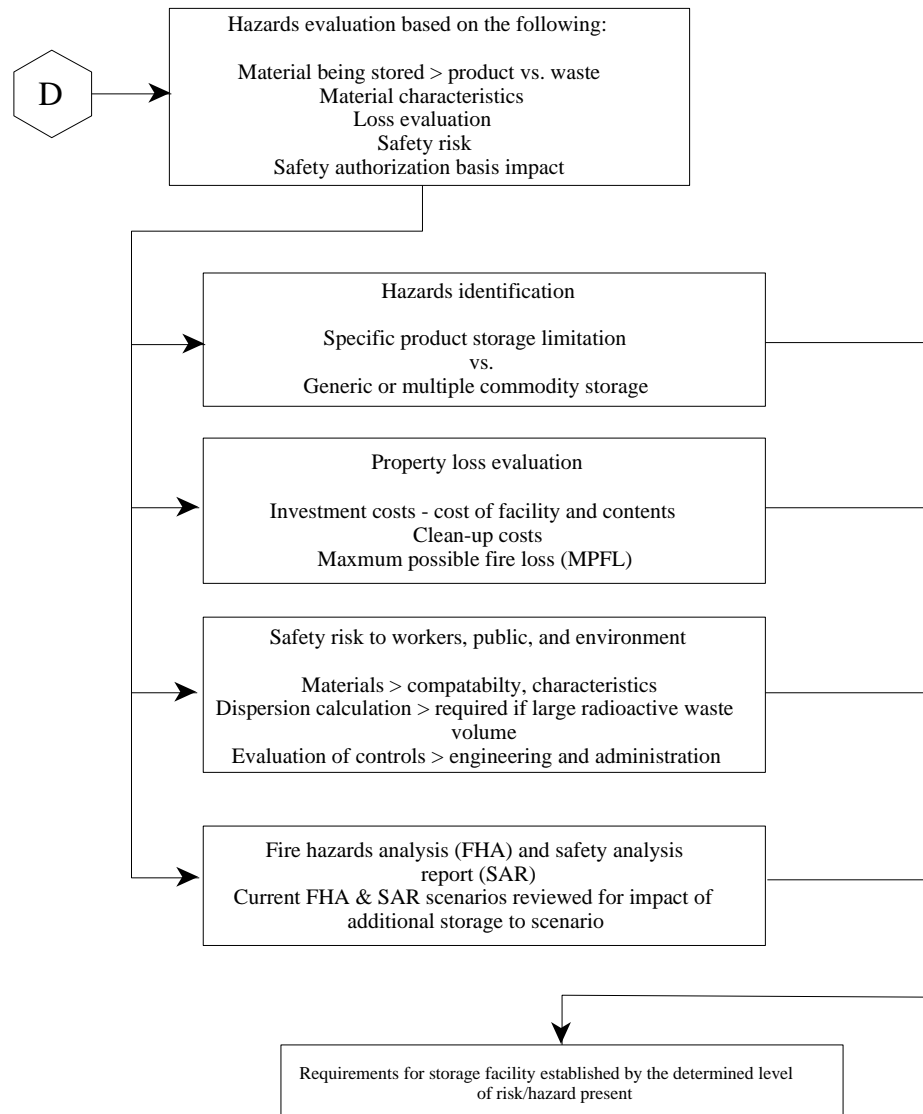 D
Hazards evaluation based on the following:
Material being stored > product vs. waste
Material characteristics
Loss evaluation
Safety risk
Safety authorization basis impact
Hazards identification
Specific product storage limitation
vs.
Generic or multiple commodity storage
Property loss evaluation
Investment costs - cost of facility and contents
Clean-up costs
Maxmum possible fire loss (MPFL)
Safety risk to workers, public, and environment
Materials > compatabilty, characteristics
Dispersion calculation > required if large radioactive waste
volume
Evaluation of controls > engineering and administration
Fire hazards analysis (FHA) and safety analysis
report (SAR)
Current FHA & SAR scenarios reviewed for impact of
additional storage to scenario
Requirements for storage facility established by the determined level
of risk/hazard present